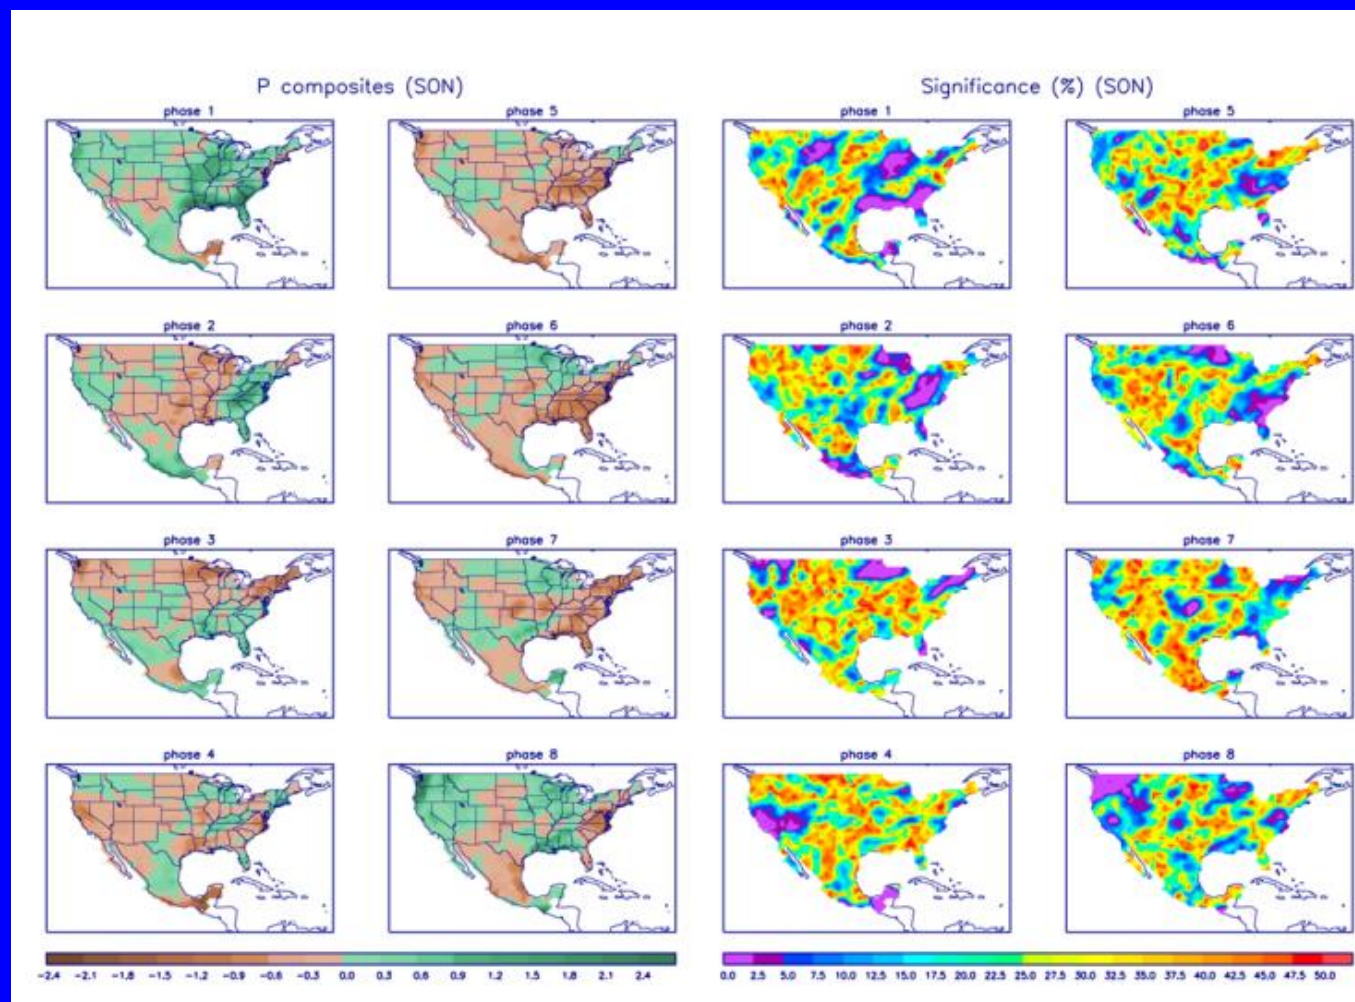 P composites (SON) Significance (%) (SON)
phase 1 phase 5 phase 1 phase 5
phase 2 phase 6 phase 2 phase 6
phase 3 phase 7 phase 3 phase 7
phase 4 phase 8 phase 4 phase 8
-2.4 -2.1 -1.8 -1.5 -1.2 -0.9 -0.6 -0.3 0.0 0.3 0.6 0.9 1.2 1.5 1.8 2.1 2.4 0.0 2.5 5.0 7.5 10.0 12.5 15.0 17.5 20.0 22.5 25.0 27.5 30.0 32.5 35.0 37.5 40.0 42.5 45.0 47.5 50.0